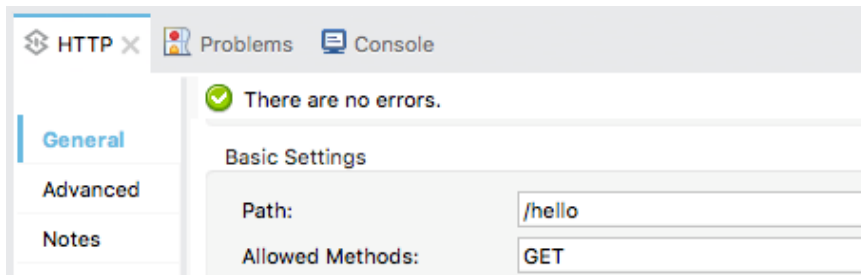 HTTP Problems Console
There are no errors.
General
Basic Settings
Advanced
Path: /hello
Notes
Allowed Methods: GET